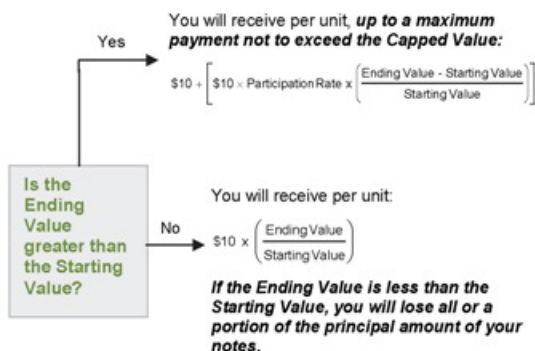 You will receive per unit, up to a maximum
payment not to exceed the Capped Value:
Yes
$10 + [$10 × Participation Rate x (Ending Value - Starting Value / Starting Value)]
Is the
Ending
Value
greater than
the Starting
Value?
No
You will receive per unit:
$10 x (Ending Value / Starting Value)
If the Ending Value is less than the
Starting Value, you will lose all or a
portion of the principal amount of your
notes.